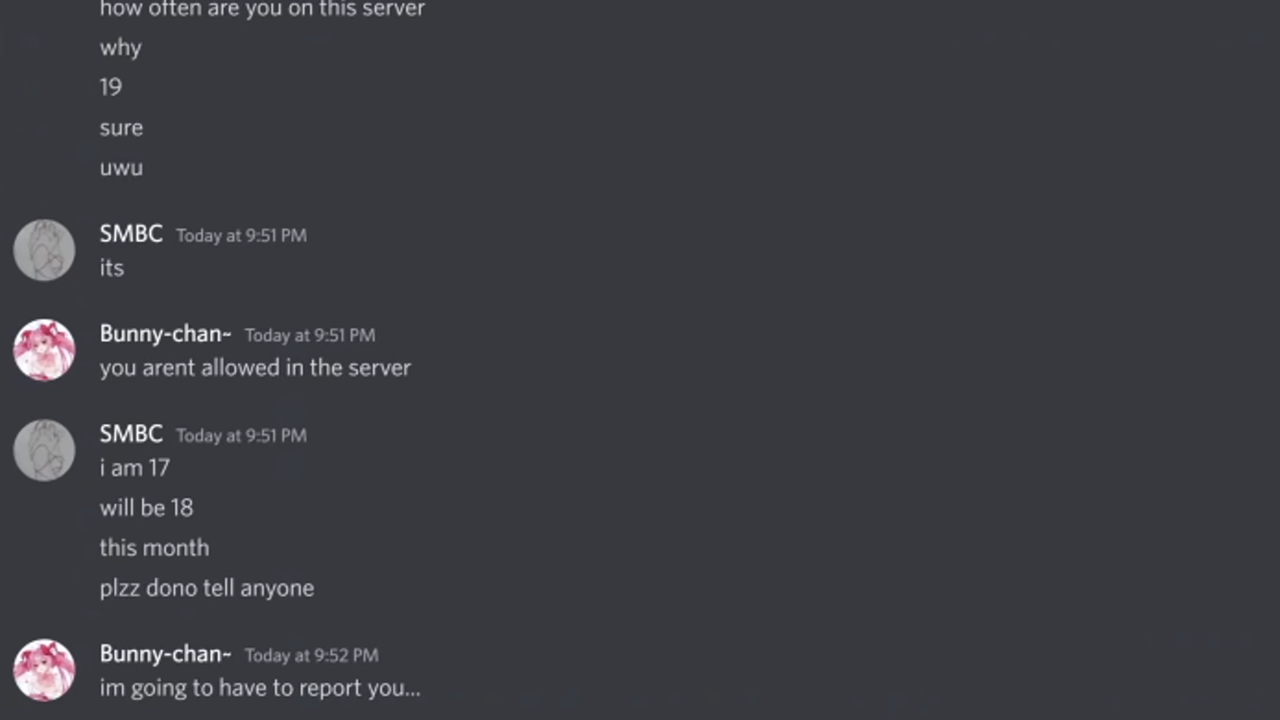 how often are you on this server
why
19
sure
uwu
SMBC Today at 9:51 PM
its
Bunny-chan~ Today at 9:51 PM
you arent allowed in the server
SMBC Today at 9:51 PM
i am 17
will be 18
this month
plzz dono tell anyone
Bunny-chan~ Today at 9:52 PM
im going to have to report you...